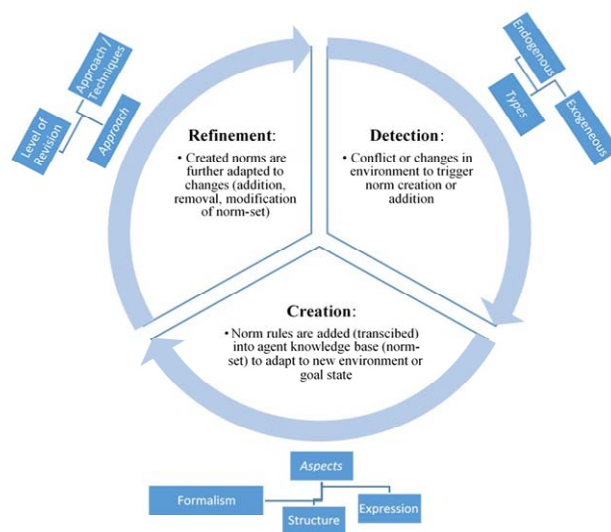 Approach /
Techniques
Level of
Revision
Approach
Endogenous
Types
Exogeneous
Refinement:
• Created norms are
further adapted to
changes (addition,
removal, modification
of norm-set)
Detection:
• Conflict or changes in
environment to trigger
norm creation or
addition
Creation:
• Norm rules are added (transcibed)
into agent knowledge base (norm-
set) to adapt to new environment or
goal state
Aspects
Formalism
Structure
Expression